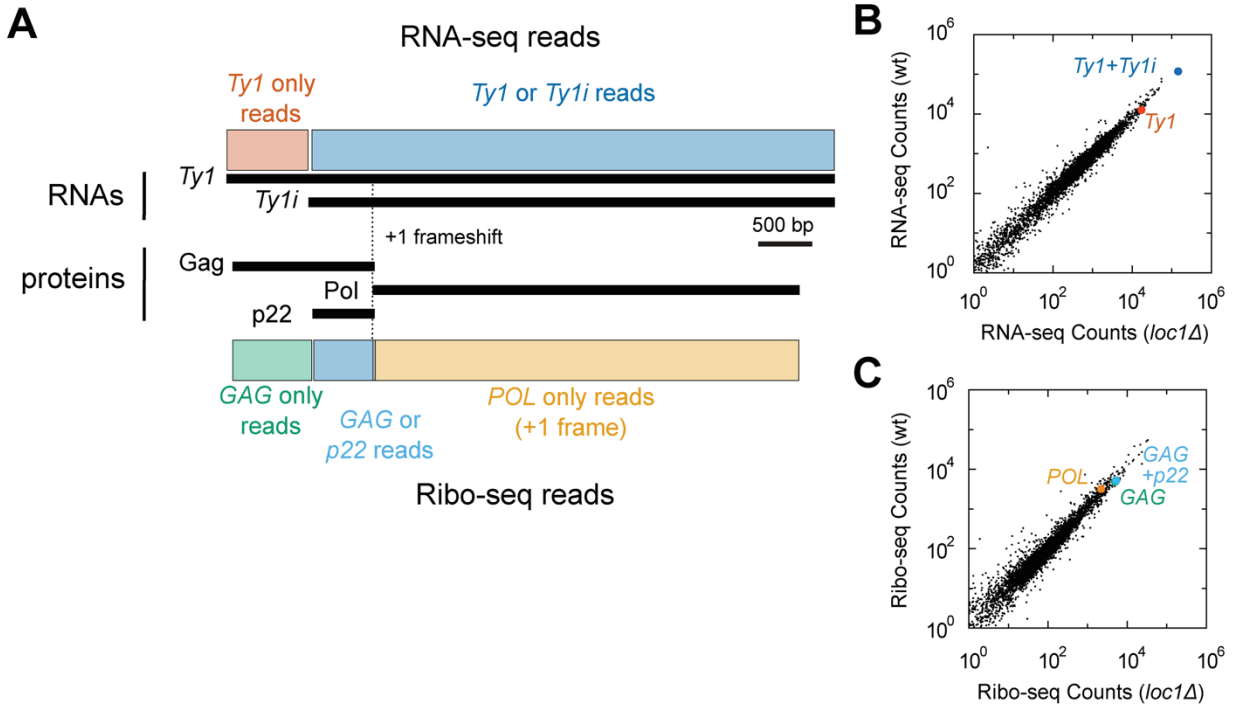 A
RNA-seq reads
Ty1 only
reads
Ty1 or Ty1i reads
RNAs
Ty1
Ty1i
500 bp
+1 frameshift
proteins
Gag
Pol
p22
GAG only
reads
GAG or
p22 reads
POL only reads
(+1 frame)
Ribo-seq reads
B
RNA-seq Counts (wt)
10^6
10^4
10^2
10^0
Ty1+Ty1i
Ty1
10^0
10^2
10^4
10^6
RNA-seq Counts (loc1Δ)
C
Ribo-seq Counts (wt)
10^6
10^4
10^2
10^0
POL
GAG
+p22
GAG
10^0
10^2
10^4
10^6
Ribo-seq Counts (loc1Δ)